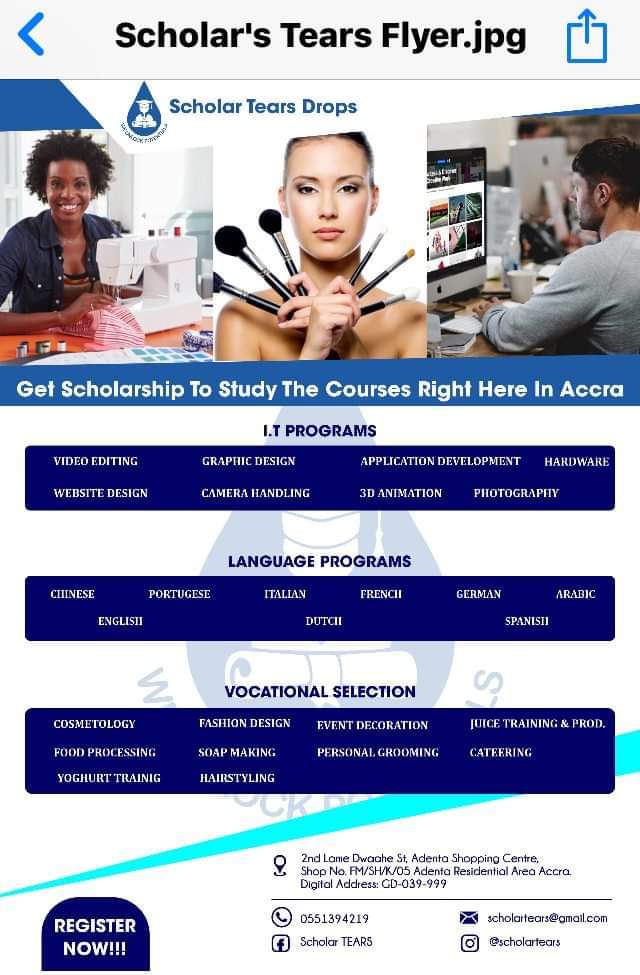 Scholar's Tears Flyer.jpg
Scholar Tears Drops
Get Scholarship To Study The Courses Right Here In Accra
I.T PROGRAMS
VIDEO EDITING GRAPHIC DESIGN APPLICATION DEVELOPMENT HARDWARE
WEBSITE DESIGN CAMERA HANDLING 3D ANIMATION PHOTOGRAPHY
LANGUAGE PROGRAMS
CHINESE PORTUGESE ITALIAN FRENCH GERMAN ARABIC
ENGLISH DUTCH SPANISH
VOCATIONAL SELECTION
COSMETOLOGY FASHION DESIGN EVENT DECORATION JUICE TRAINING & PROD.
FOOD PROCESSING SOAP MAKING PERSONAL GROOMING CATEERING
YOGHURT TRAINIG HAIRSTYLING
2nd Lame Dwaahe St, Adenta Shopping Centre,
Shop No. FM/SH/K/05 Adenta Residential Area Accra.
Digital Address: GD-039-999
REGISTER
NOW!!!
0551394219 scholartears@gmail.com
Scholar TEARS @scholartears